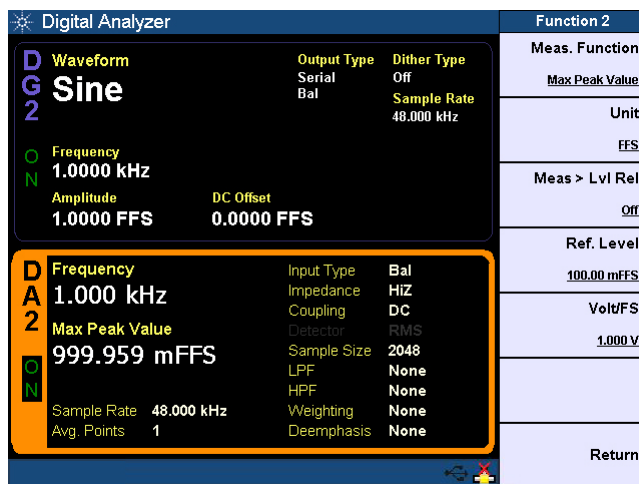 Digital Analyzer
DG2
ON
Waveform
Sine
Output Type
Serial
Bal
Dither Type
Off
Sample Rate
48.000 kHz
Frequency
1.0000 kHz
Amplitude
1.0000 FFS
DC Offset
0.0000 FFS
DA2
ON
Frequency
1.000 kHz
Max Peak Value
999.959 mFFS
Sample Rate 48.000 kHz
Avg. Points 1
Input Type Bal
Impedance HiZ
Coupling DC
Detector RMS
Sample Size 2048
LPF None
HPF None
Weighting None
Deemphasis None
Function 2
Meas. Function
Max Peak Value
Unit
FFS
Meas > Lvl Rel
Off
Ref. Level
100.00 mFFS
Volt/FS
1.000 V
Return